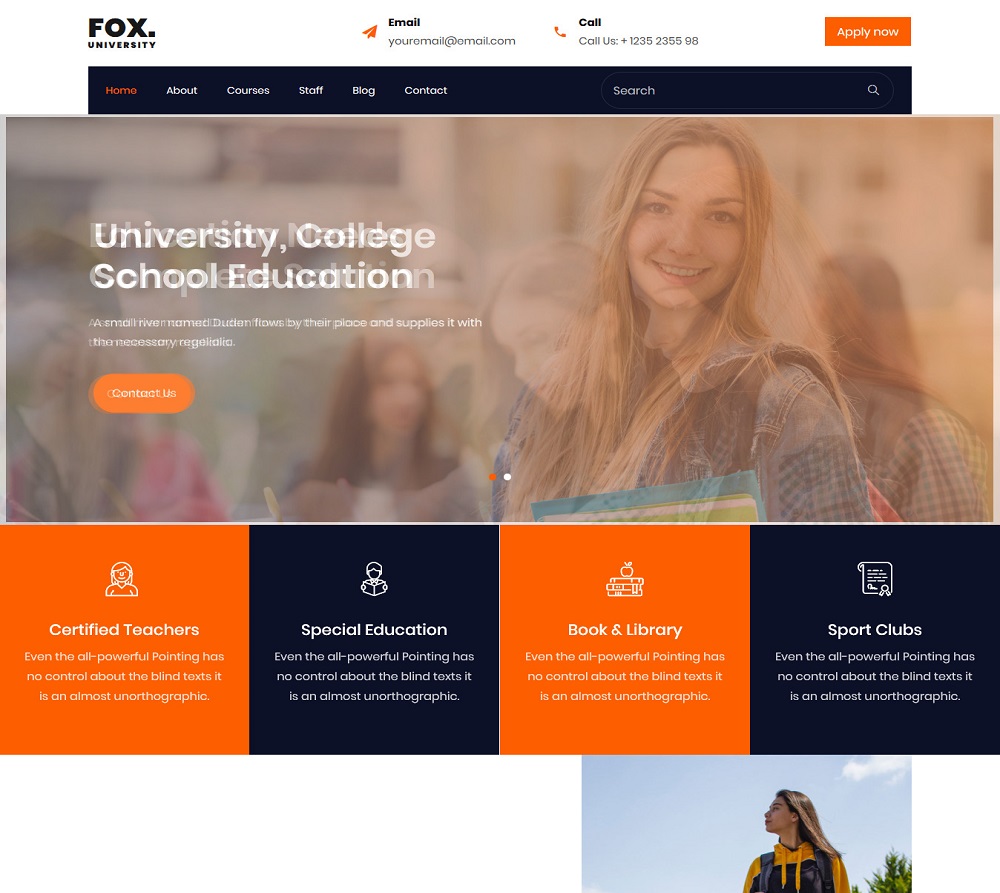 FOX.
UNIVERSITY
Email
youremail@email.com
Call
Call Us: + 1235 2355 98
Apply now
Home
About
Courses
Staff
Blog
Contact
Search
University, College
School Education
A small river named Duden flows by their place and supplies it with
the necessary regelialia.
Contact Us
Certified Teachers
Even the all-powerful Pointing has
no control about the blind texts it
is an almost unorthographic.
Special Education
Even the all-powerful Pointing has
no control about the blind texts it
is an almost unorthographic.
Book & Library
Even the all-powerful Pointing has
no control about the blind texts it
is an almost unorthographic.
Sport Clubs
Even the all-powerful Pointing has
no control about the blind texts it
is an almost unorthographic.